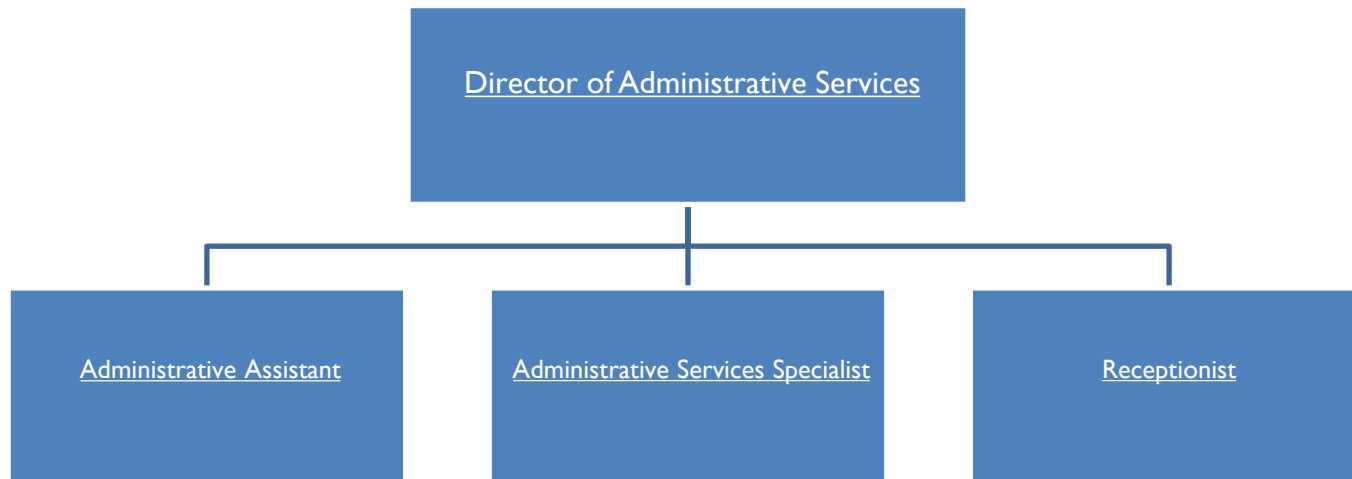 Director of Administrative Services
Administrative Assistant
Administrative Services Specialist
Receptionist